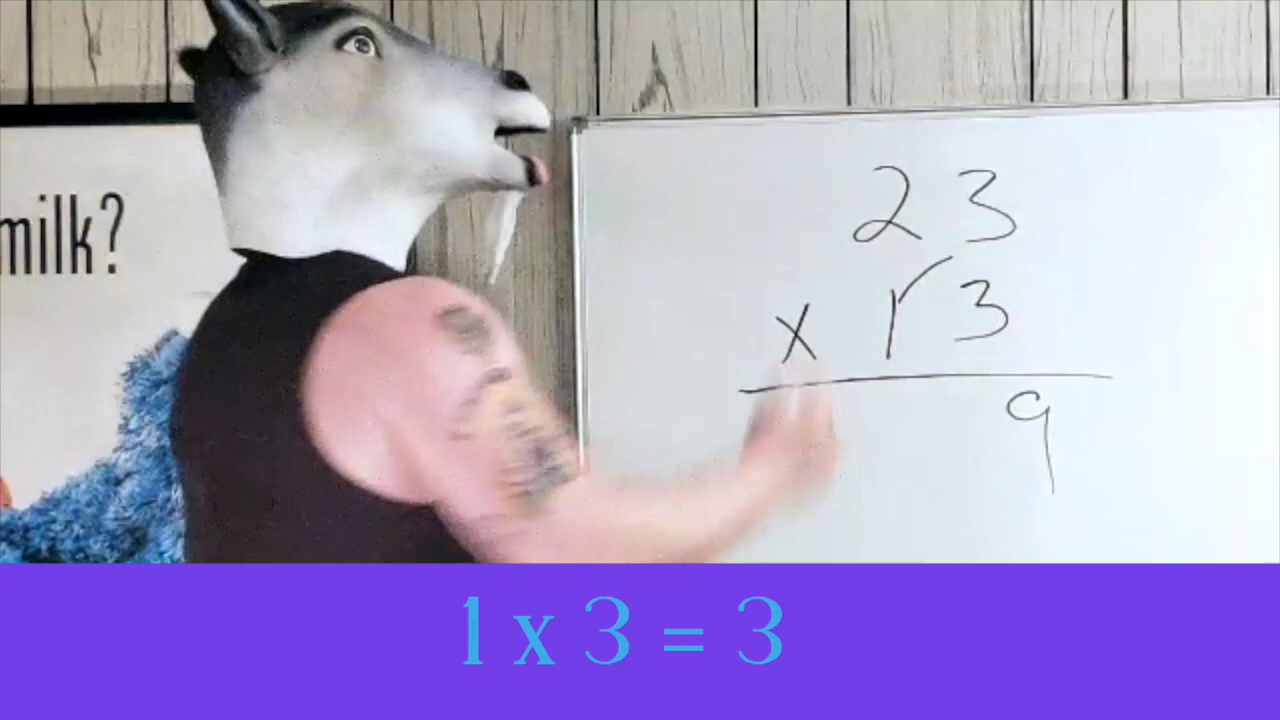 milk?
23
x 13
9
1 x 3 = 3